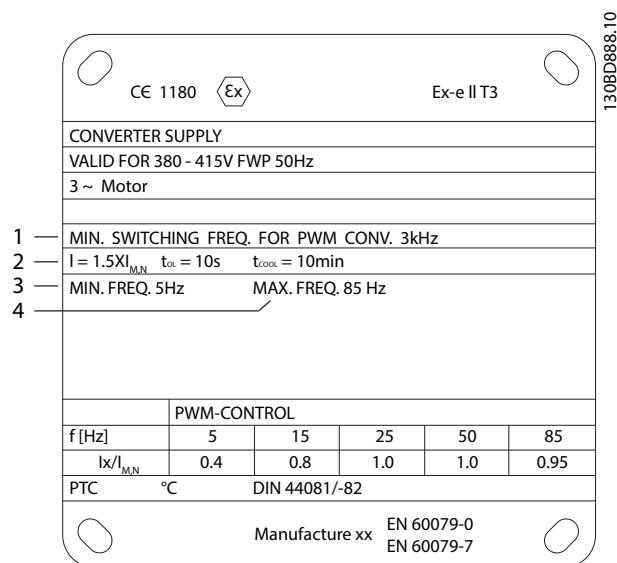 130BD888.10
CE 1180 Ex Ex-e ll T3
CONVERTER SUPPLY
VALID FOR 380 - 415V FWP 50Hz
3 ~ Motor
1 MIN. SWITCHING FREQ. FOR PWM CONV. 3kHz
2 I = 1.5XI_M,N t_OL = 10s t_COOL = 10min
3 MIN. FREQ. 5Hz MAX. FREQ. 85 Hz
4
PWM-CONTROL
f [Hz] 5 15 25 50 85
Ix/I_M,N 0.4 0.8 1.0 1.0 0.95
PTC °C DIN 44081/-82
Manufacture xx EN 60079-0
EN 60079-7